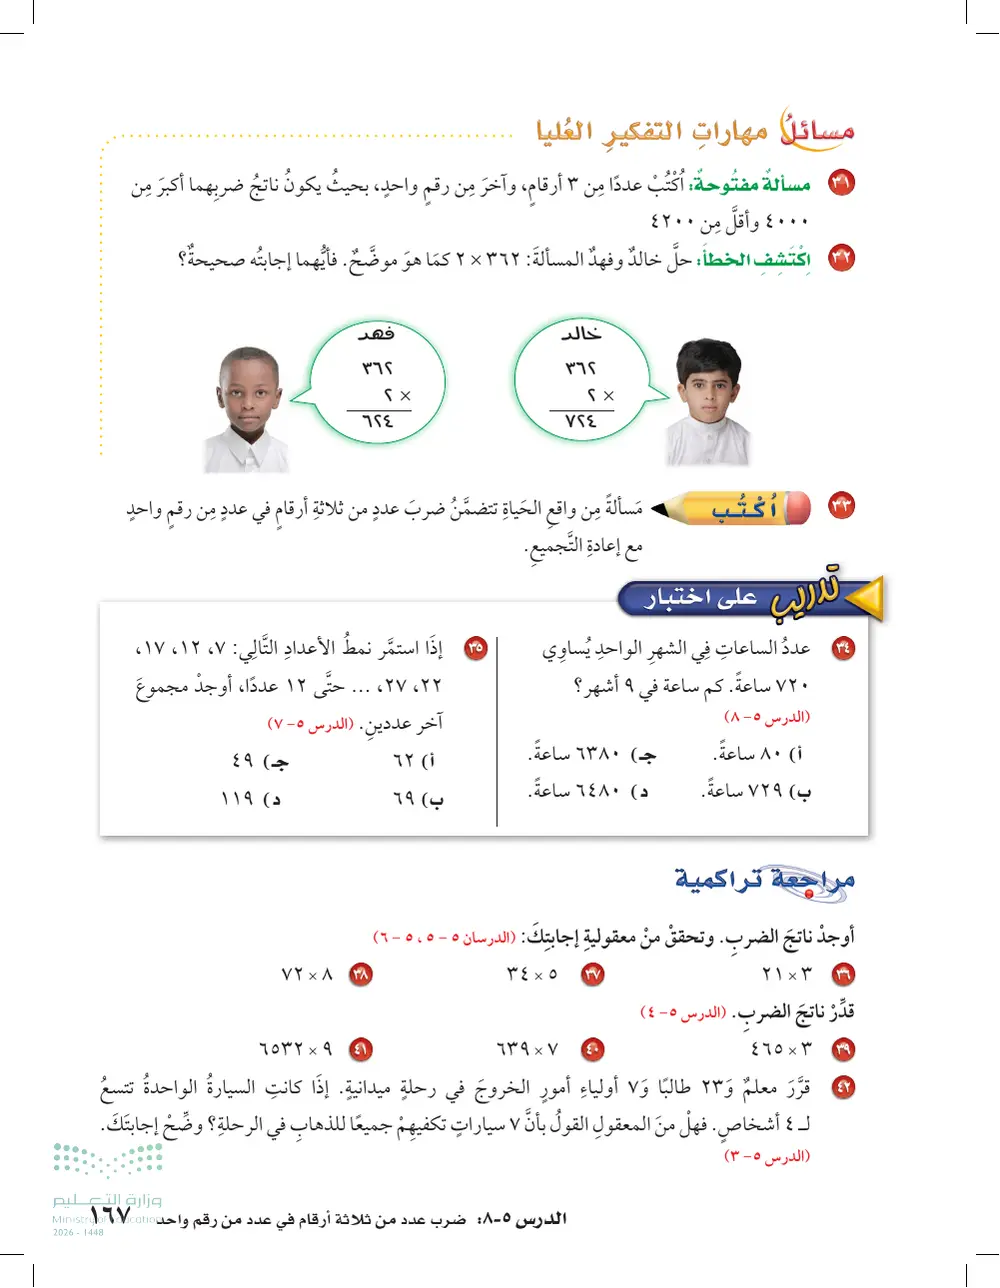 مسائلُ مهاراتِ التفكيرِ العُليا
٣١ مسألةٌ مفتُوحةٌ: اُكْتُبْ عددًا مِن ٣ أرقامٍ، وآخرَ مِن رقمٍ واحدٍ، بحيثُ يكونُ ناتجُ ضربِهما أكبرَ مِن
٤٠٠٠ وأقلَّ مِن ٤٢٠٠
٣٢ اِكْتَشِفِ الخطأَ: حلَّ خالدٌ وفهدٌ المسألةَ: ٣٦٢ × ٢ كمَا هوَ موضَّحٌ. فأيُّهما إجابتُه صحيحةٌ؟
خالد
٣٦٢
× ٢
٧٢٤
فهد
٣٦٢
× ٢
٦٢٤
٣٣ اُكْتُب مَسألةً مِن واقعِ الحَياةِ تتضمَّنُ ضربَ عددٍ من ثلاثةِ أرقامٍ في عددٍ مِن رقمٍ واحدٍ
مع إعادةِ التَّجميعِ.
تدريب على اختبار
٣٤ عددُ الساعاتِ فِي الشهرِ الواحدِ يُساوِي
٧٢٠ ساعةً. كم ساعة في ٩ أشهر؟
(الدرس ٥-٨)
أ) ٨٠ ساعةً. جـ) ٦٣٨٠ ساعةً.
ب) ٧٢٩ ساعةً. د) ٦٤٨٠ ساعةً.
٣٥ إذَا استمَّر نمطُ الأعدادِ التَّالِي: ٧، ١٢، ١٧،
٢٢، ٢٧، ... حتَّى ١٢ عددًا، أوجدْ مجموعَ
آخر عددينِ. (الدرس ٥-٧)
أ) ٦٢ جـ) ٤٩
ب) ٦٩ د) ١١٩
مراجعة تراكمية
أوجدْ ناتجَ الضربِ. وتحققْ منْ معقوليةِ إجابتِكَ: (الدرسان ٥-٥، ٥-٦)
٣٦ ٣ × ٢١ ٣٧ ٥ × ٣٤ ٣٨ ٨ × ٧٢
قدِّرْ ناتجَ الضربِ. (الدرس ٥-٤)
٣٩ ٣ × ٤٦٥ ٤٠ ٧ × ٦٣٩ ٤١ ٩ × ٦٥٣٢
٤٢ قرَّرَ معلمٌ وَ٢٣ طالبًا وَ٧ أولياءِ أمورٍ الخروجَ في رحلةٍ ميدانيةٍ. إذَا كانتِ السيارةُ الواحدةُ تتسعُ
لـ ٤ أشخاصٍ. فهلْ منَ المعقولِ القولُ بأنَّ ٧ سياراتٍ تكفيهِمْ جميعًا للذهابِ في الرحلةِ؟ وضِّحْ إجابتَكَ.
(الدرس ٥-٣)
وزارة التعليم
Ministry of Education
2026 - 1448
الدرس ٥-٨: ضرب عدد من ثلاثة أرقام في عدد من رقم واحد ١٦٧